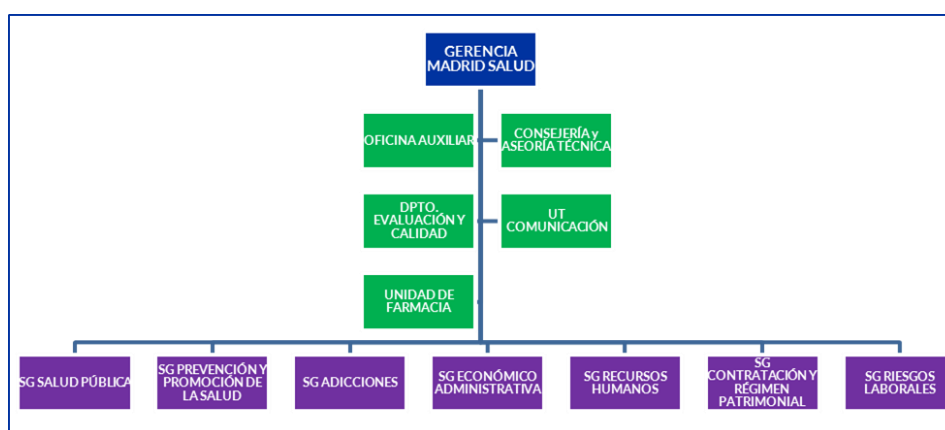 GERENCIA
MADRID SALUD
OFICINA AUXILIAR
CONSEJERÍA y
ASEORÍA TÉCNICA
DPTO.
EVALUACIÓN Y
CALIDAD
UT
COMUNICACIÓN
UNIDAD DE
FARMACIA
SG SALUD PÚBLICA
SG PREVENCIÓN Y
PROMOCIÓN DE
LA SALUD
SG ADICCIONES
SG ECONÓMICO
ADMINISTRATIVA
SG RECURSOS
HUMANOS
SG
CONTRATACIÓN Y
RÉGIMEN
PATRIMONIAL
SG RIESGOS
LABORALES